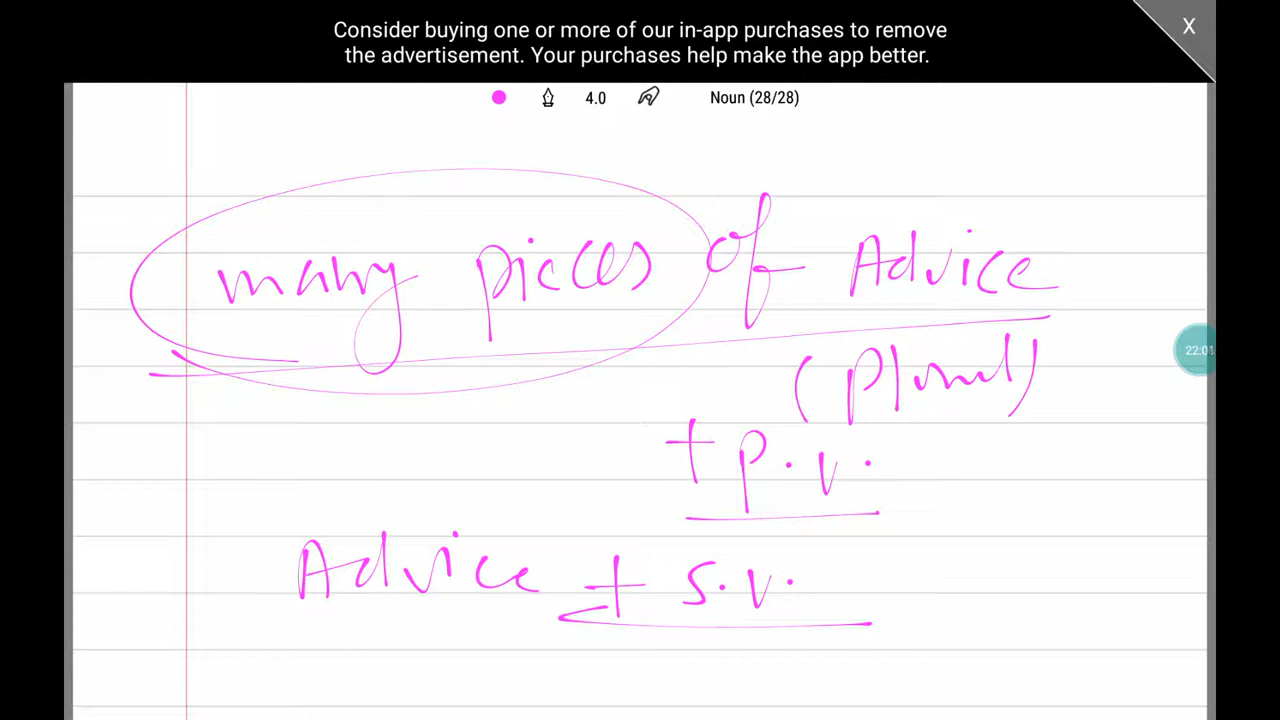 Consider buying one or more of our in-app purchases to remove
the advertisement. Your purchases help make the app better.
X
4.0 Noun (28/28)
many pieces of Advice
(Plural)
+ P.V.
Advice + S.V.